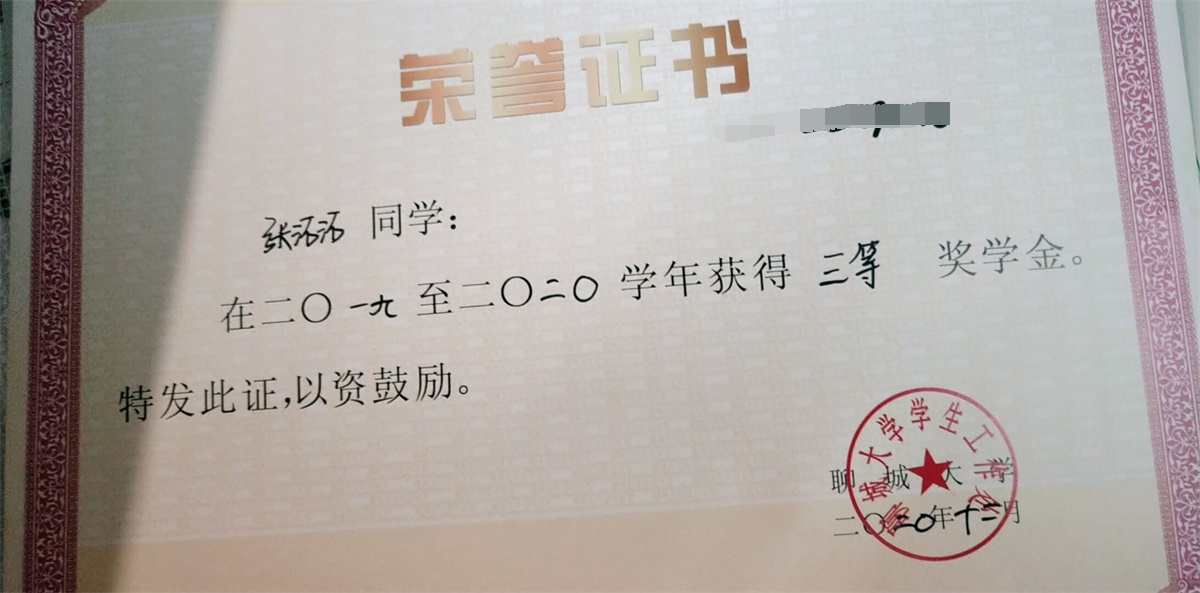 荣誉证书
张沥沥 同学：
在二〇一九至二〇二〇学年获得 三等 奖学金。
特发此证，以资鼓励。
聊城大学学生工作处
聊城大学
二〇二〇年十二月